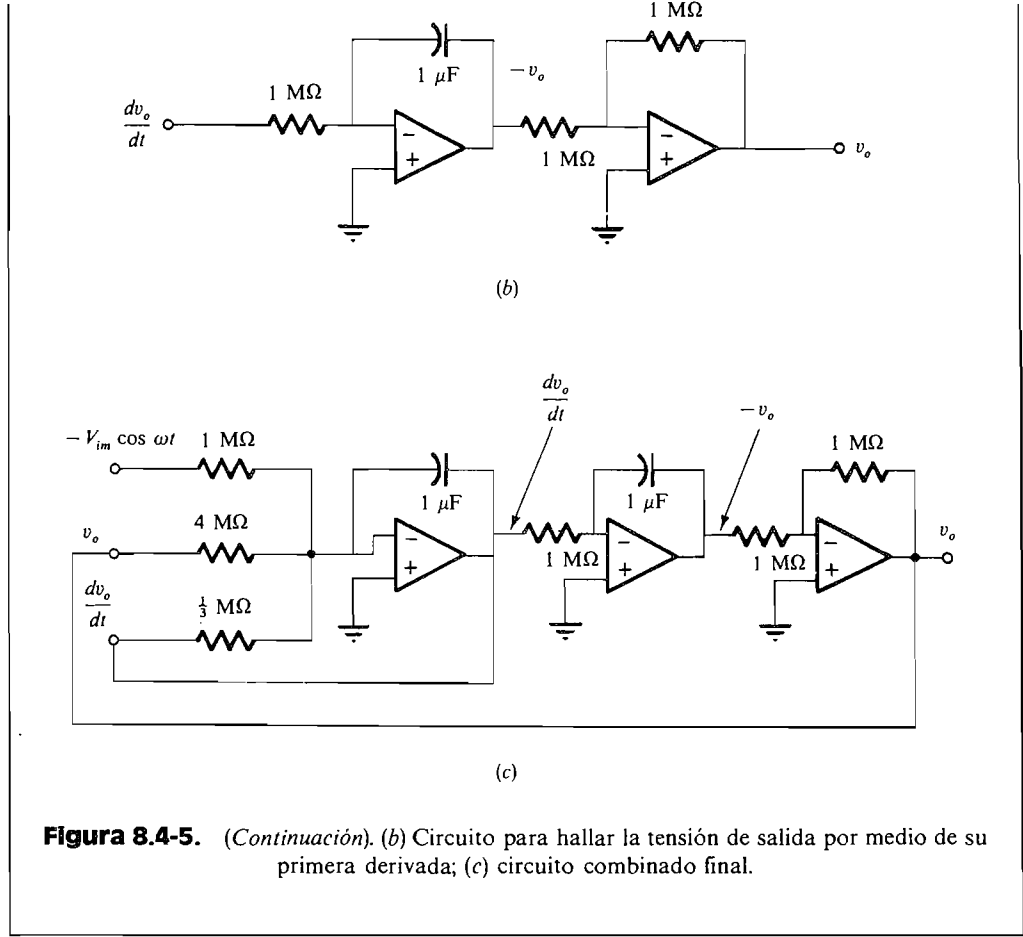 1 MΩ
1 μF
− v_o
1 MΩ
dv_o/dt
−
+
1 MΩ
−
+
v_o
(b)
dv_o/dt
− v_o
− V_im cos ωt
1 MΩ
1 MΩ
1 μF
1 μF
v_o
4 MΩ
−
+
1 MΩ
−
+
1 MΩ
−
+
v_o
dv_o/dt
1/3 MΩ
(c)
Figura 8.4-5. (Continuación). (b) Circuito para hallar la tensión de salida por medio de su
primera derivada; (c) circuito combinado final.